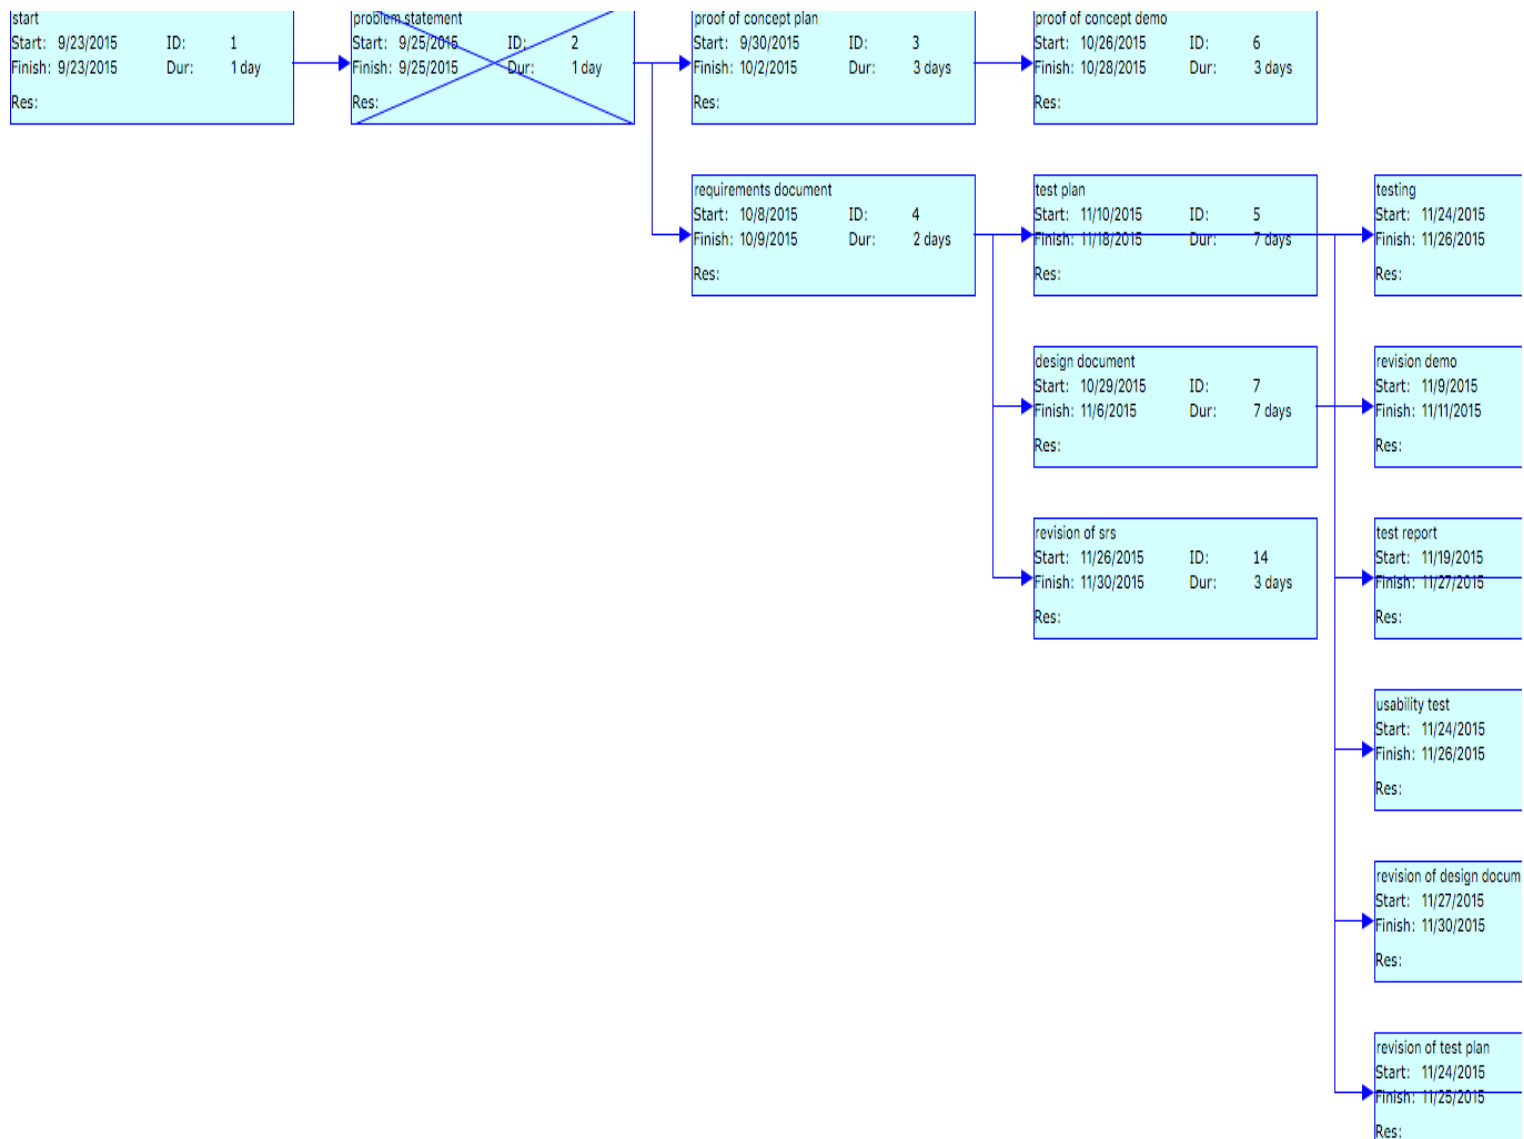 start
Start: 9/23/2015 ID: 1
Finish: 9/23/2015 Dur: 1 day
Res:
problem statement
Start: 9/25/2015 ID: 2
Finish: 9/25/2015 Dur: 1 day
Res:
proof of concept plan
Start: 9/30/2015 ID: 3
Finish: 10/2/2015 Dur: 3 days
Res:
proof of concept demo
Start: 10/26/2015 ID: 6
Finish: 10/28/2015 Dur: 3 days
Res:
requirements document
Start: 10/8/2015 ID: 4
Finish: 10/9/2015 Dur: 2 days
Res:
test plan
Start: 11/10/2015 ID: 5
Finish: 11/18/2015 Dur: 7 days
Res:
testing
Start: 11/24/2015
Finish: 11/26/2015
Res:
design document
Start: 10/29/2015 ID: 7
Finish: 11/6/2015 Dur: 7 days
Res:
revision demo
Start: 11/9/2015
Finish: 11/11/2015
Res:
revision of srs
Start: 11/26/2015 ID: 14
Finish: 11/30/2015 Dur: 3 days
Res:
test report
Start: 11/19/2015
Finish: 11/27/2015
Res:
usability test
Start: 11/24/2015
Finish: 11/26/2015
Res:
revision of design docum
Start: 11/27/2015
Finish: 11/30/2015
Res:
revision of test plan
Start: 11/24/2015
Finish: 11/25/2015
Res: